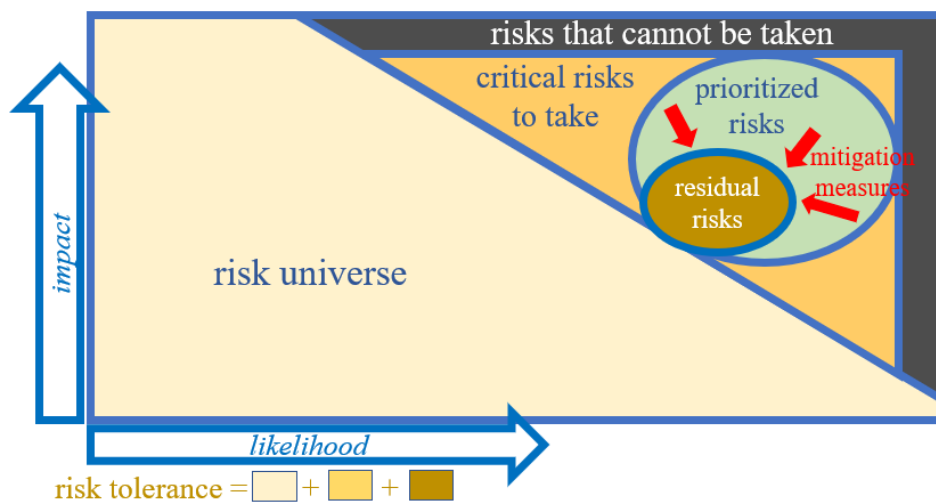 risks that cannot be taken
critical risks
to take
prioritized
risks
mitigation
measures
residual
risks
impact
risk universe
likelihood
risk tolerance = + +